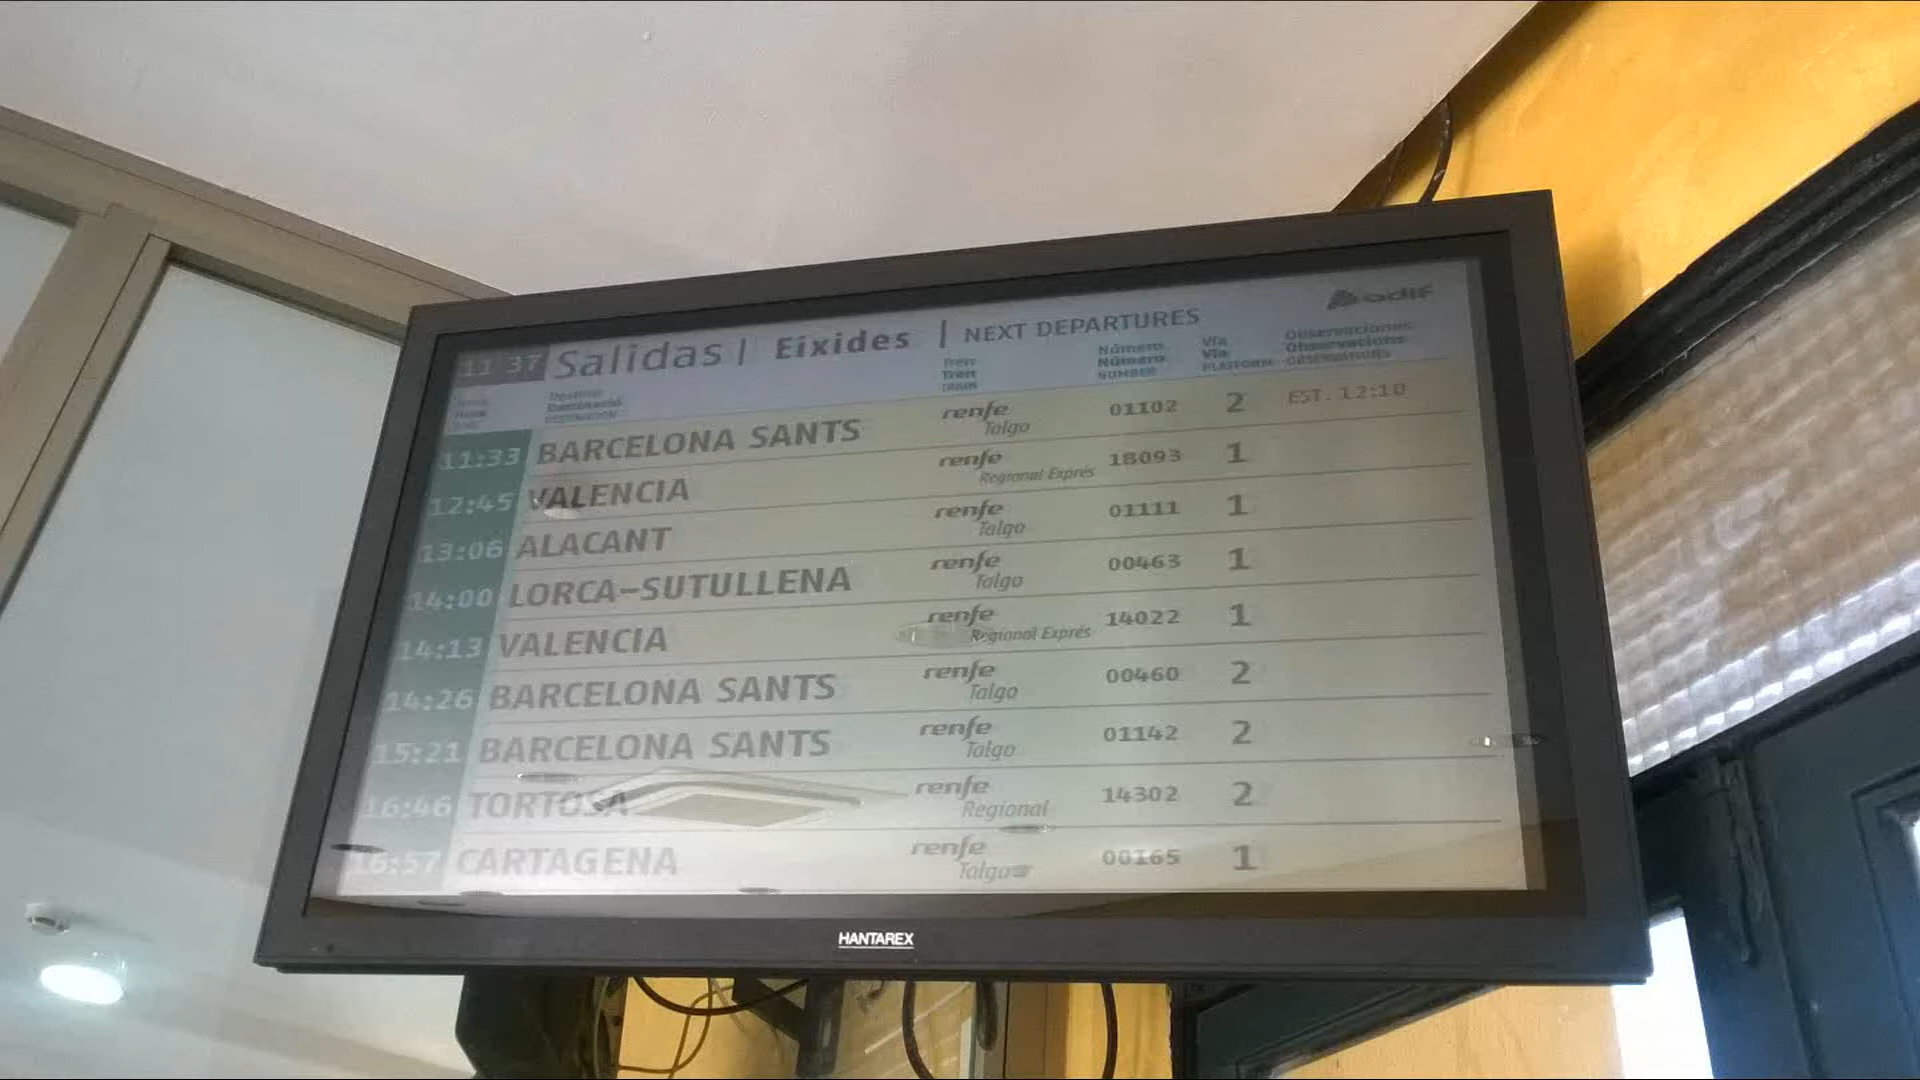 11 37 Salidas | Eixides | NEXT DEPARTURES adif
Destino Tren Número Vía Observaciones
Hora Destinació Tren Número Via Observacions
DESTINATION TRAIN NUMBER PLATFORM OBSERVATIONS
11:33 BARCELONA SANTS renfe Talgo 01102 2 EST. 12:10
12:45 VALENCIA renfe Regional Exprés 18093 1
13:06 ALACANT renfe Talgo 01111 1
14:00 LORCA-SUTULLENA renfe Talgo 00463 1
14:13 VALENCIA renfe Regional Exprés 14022 1
14:26 BARCELONA SANTS renfe Talgo 00460 2
15:21 BARCELONA SANTS renfe Talgo 01142 2
16:46 TORTOSA renfe Regional 14302 2
16:57 CARTAGENA renfe Talgo 00165 1
HANTAREX